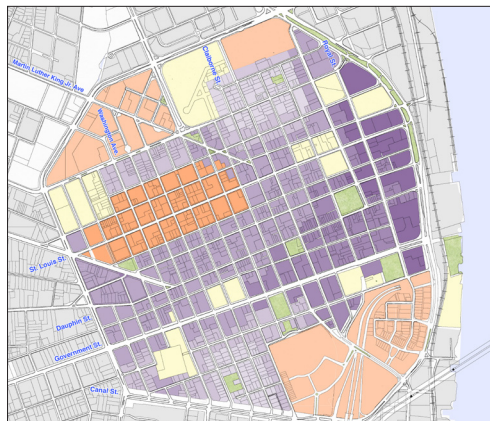 Claiborne St.
Royal St.
Martin Luther King Jr. Ave
Washington Ave.
St. Louis St.
Dauphin St.
Government St.
Canal St.